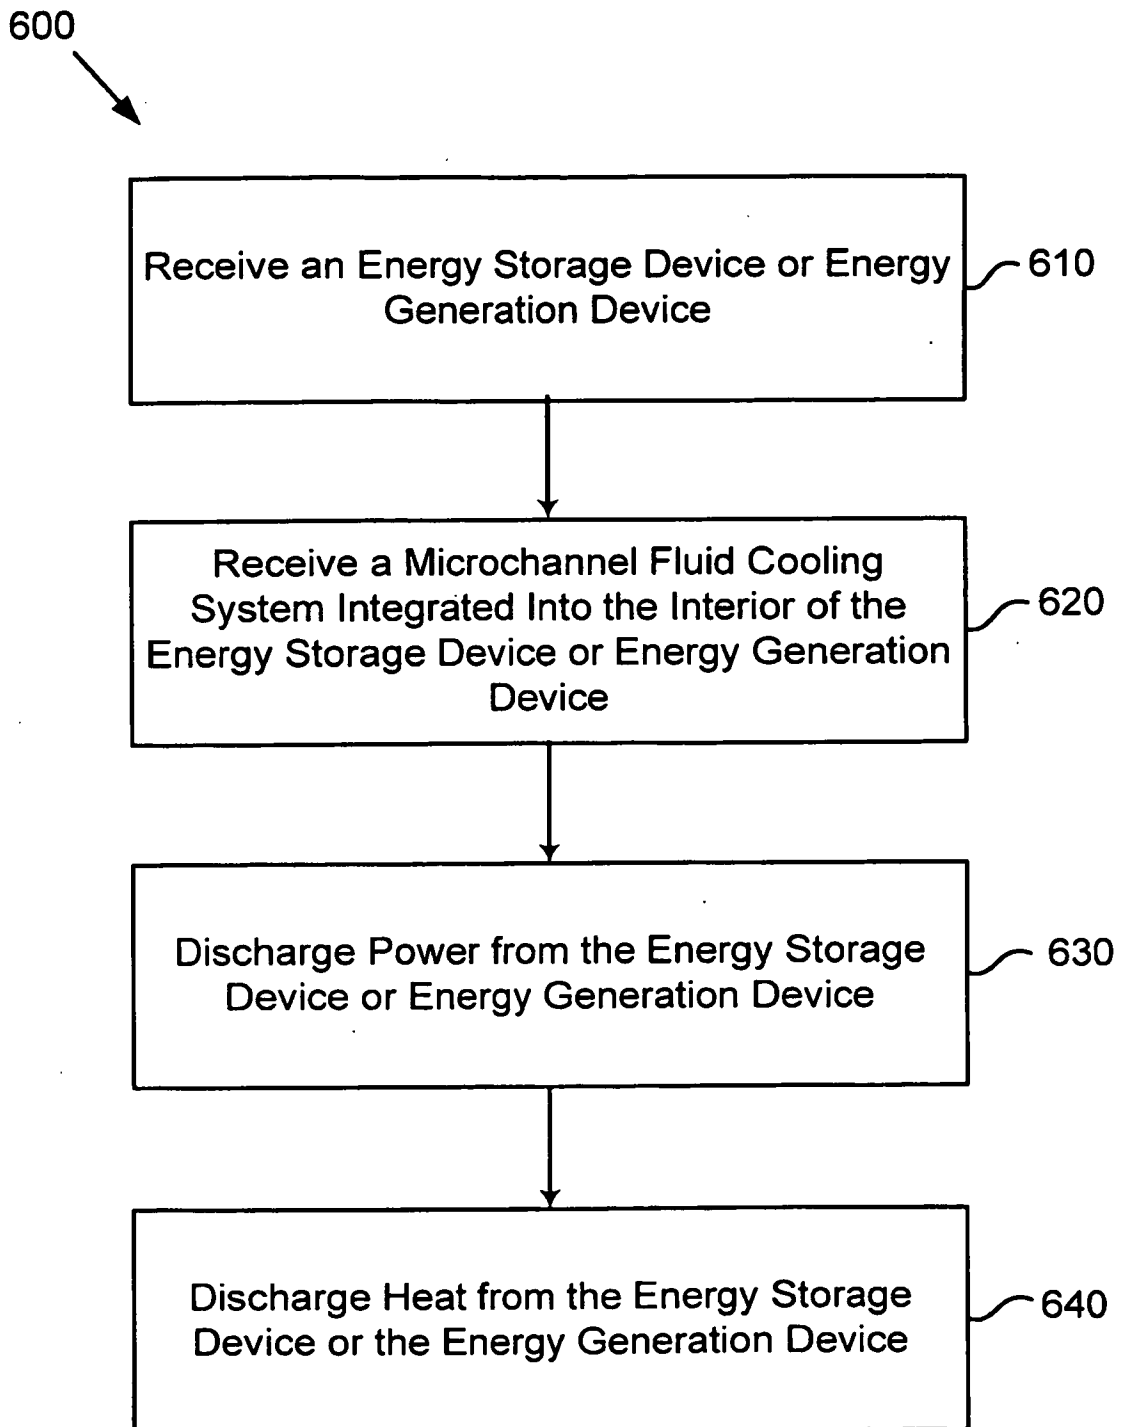 600
Receive an Energy Storage Device or Energy
Generation Device
610
Receive a Microchannel Fluid Cooling
System Integrated Into the Interior of the
Energy Storage Device or Energy Generation
Device
620
Discharge Power from the Energy Storage
Device or Energy Generation Device
630
Discharge Heat from the Energy Storage
Device or the Energy Generation Device
640